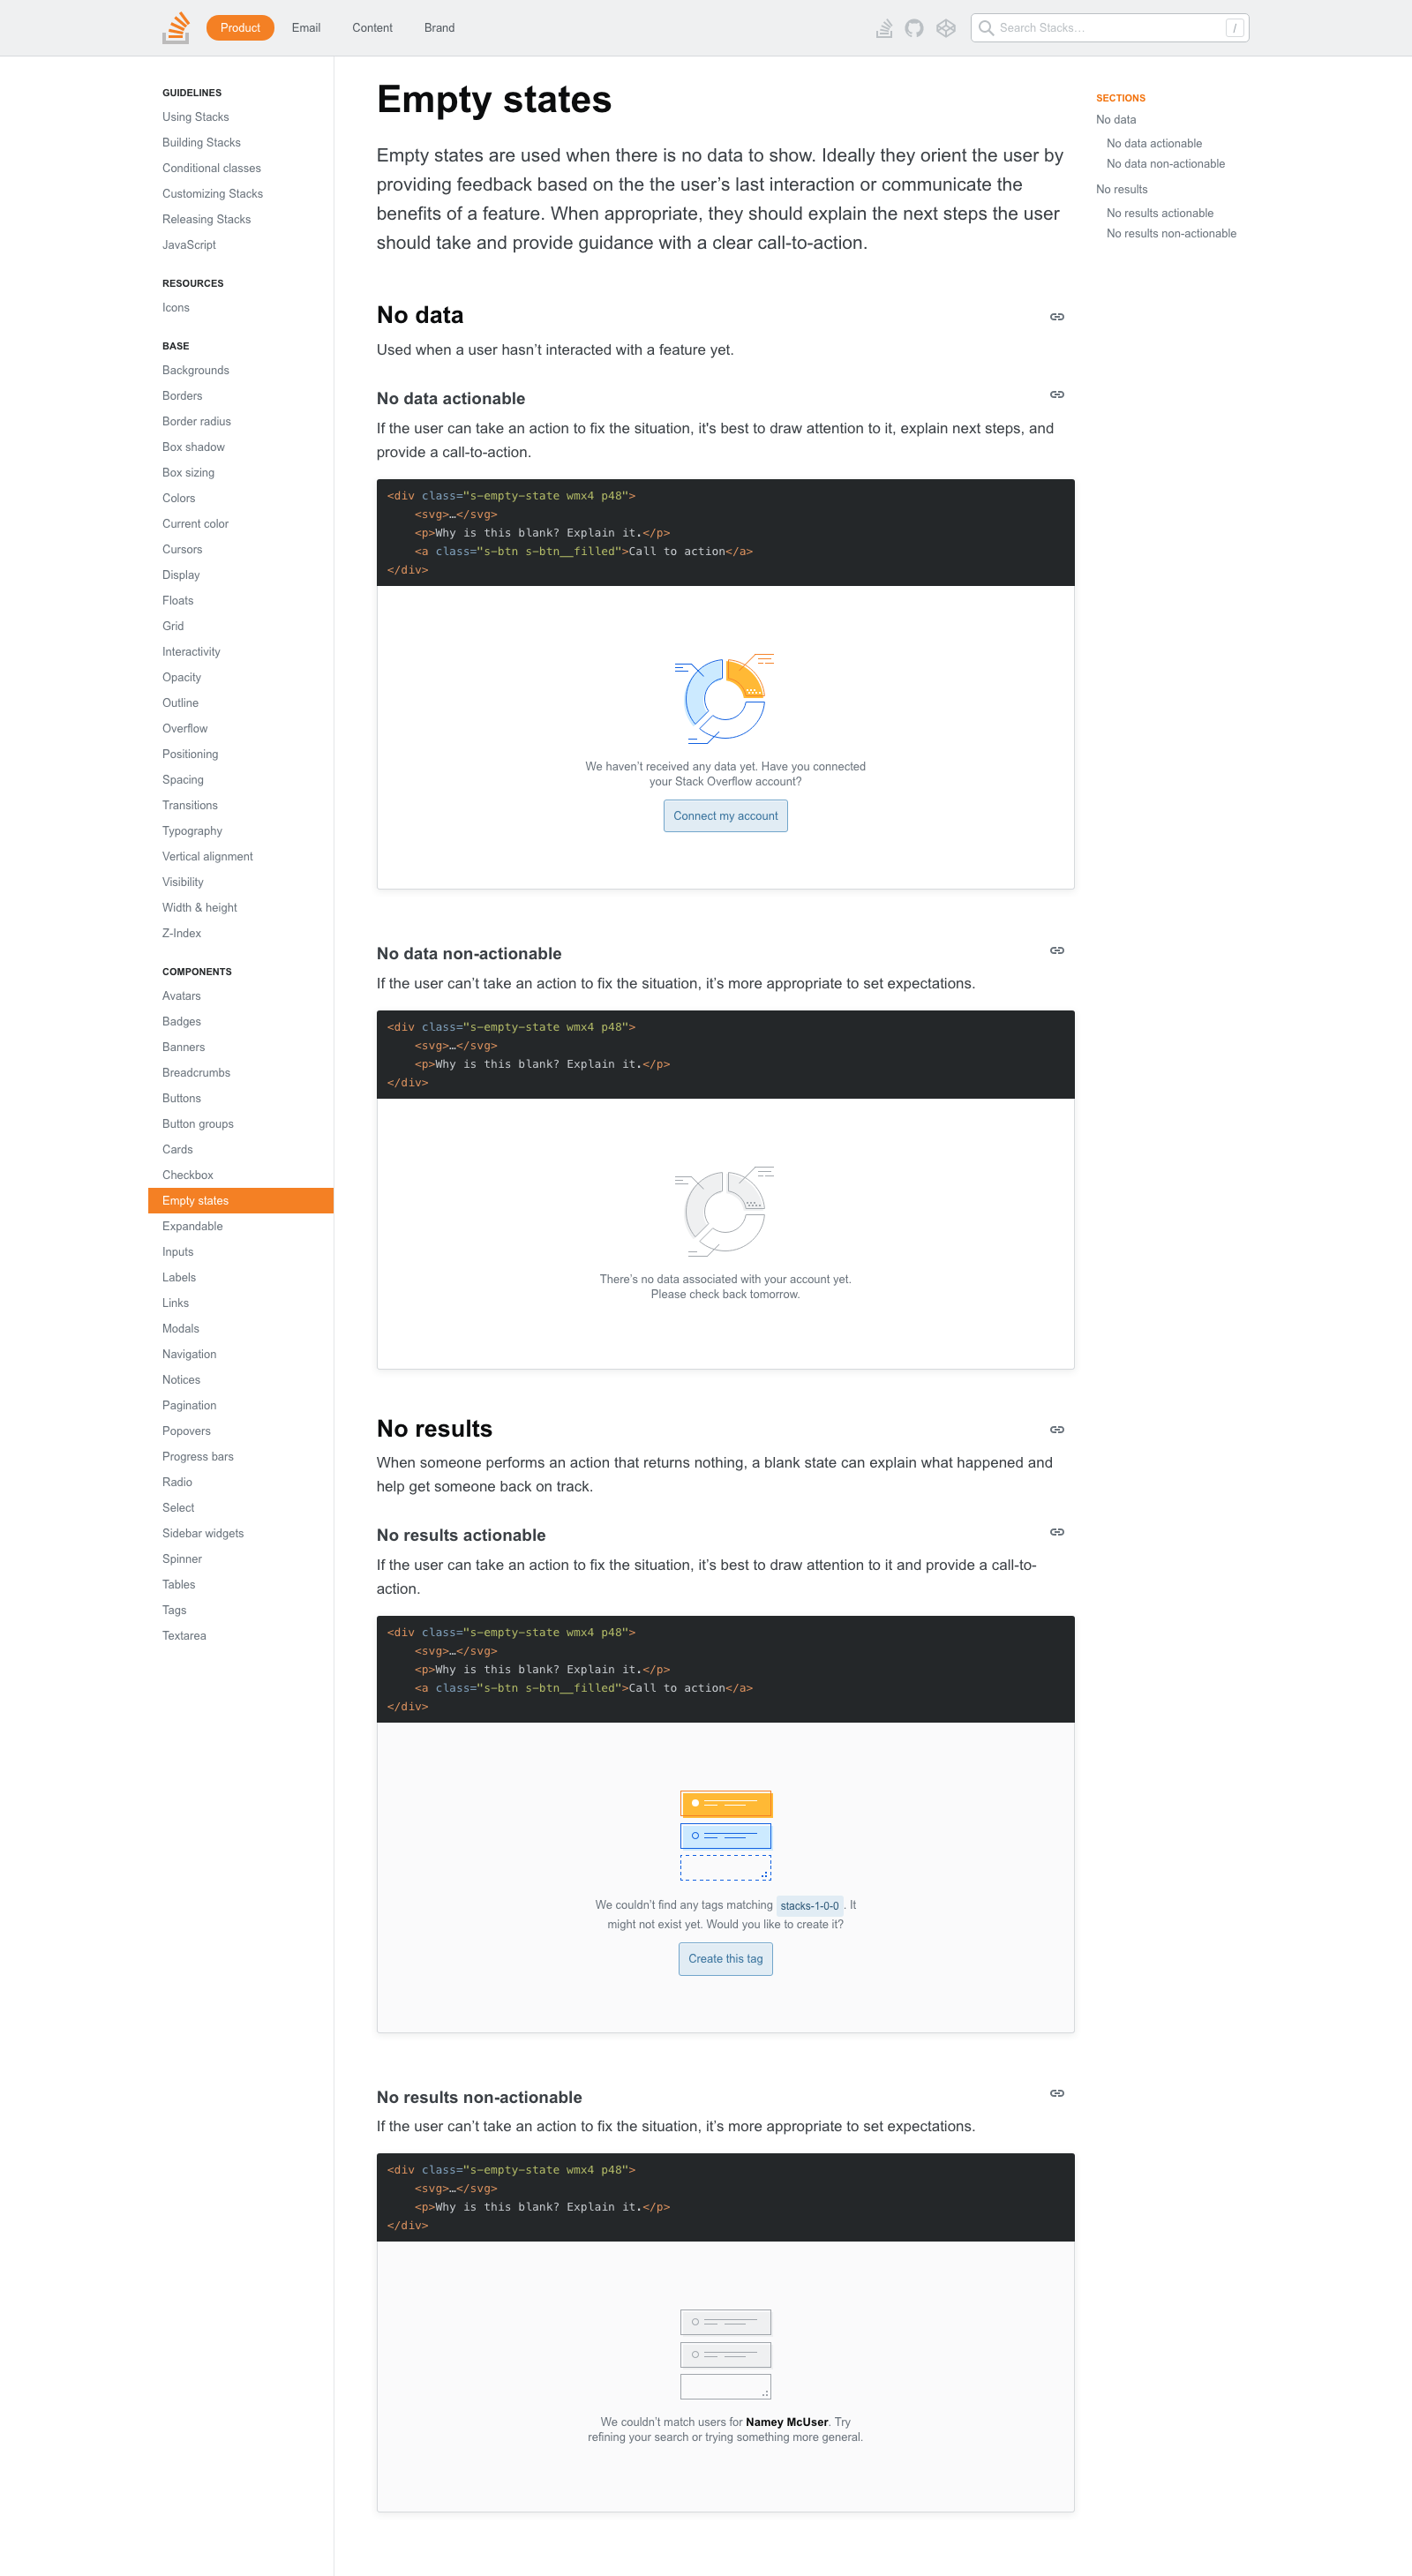 Product
Email
Content
Brand
Search Stacks…
/
GUIDELINES
Using Stacks
Building Stacks
Conditional classes
Customizing Stacks
Releasing Stacks
JavaScript
RESOURCES
Icons
BASE
Backgrounds
Borders
Border radius
Box shadow
Box sizing
Colors
Current color
Cursors
Display
Floats
Grid
Interactivity
Opacity
Outline
Overflow
Positioning
Spacing
Transitions
Typography
Vertical alignment
Visibility
Width & height
Z-Index
COMPONENTS
Avatars
Badges
Banners
Breadcrumbs
Buttons
Button groups
Cards
Checkbox
Empty states
Expandable
Inputs
Labels
Links
Modals
Navigation
Notices
Pagination
Popovers
Progress bars
Radio
Select
Sidebar widgets
Spinner
Tables
Tags
Textarea
Empty states
Empty states are used when there is no data to show. Ideally they orient the user by
providing feedback based on the the user’s last interaction or communicate the
benefits of a feature. When appropriate, they should explain the next steps the user
should take and provide guidance with a clear call-to-action.
No data
Used when a user hasn’t interacted with a feature yet.
No data actionable
If the user can take an action to fix the situation, it's best to draw attention to it, explain next steps, and
provide a call-to-action.
<div class="s-empty-state wmx4 p48">
<svg>…</svg>
<p>Why is this blank? Explain it.</p>
<a class="s-btn s-btn__filled">Call to action</a>
</div>
We haven’t received any data yet. Have you connected
your Stack Overflow account?
Connect my account
No data non-actionable
If the user can’t take an action to fix the situation, it’s more appropriate to set expectations.
<div class="s-empty-state wmx4 p48">
<svg>…</svg>
<p>Why is this blank? Explain it.</p>
</div>
There’s no data associated with your account yet.
Please check back tomorrow.
No results
When someone performs an action that returns nothing, a blank state can explain what happened and
help get someone back on track.
No results actionable
If the user can take an action to fix the situation, it’s best to draw attention to it and provide a call-to-
action.
<div class="s-empty-state wmx4 p48">
<svg>…</svg>
<p>Why is this blank? Explain it.</p>
<a class="s-btn s-btn__filled">Call to action</a>
</div>
We couldn’t find any tags matching stacks-1-0-0. It
might not exist yet. Would you like to create it?
Create this tag
No results non-actionable
If the user can’t take an action to fix the situation, it’s more appropriate to set expectations.
<div class="s-empty-state wmx4 p48">
<svg>…</svg>
<p>Why is this blank? Explain it.</p>
</div>
We couldn’t match users for Namey McUser. Try
refining your search or trying something more general.
SECTIONS
No data
No data actionable
No data non-actionable
No results
No results actionable
No results non-actionable